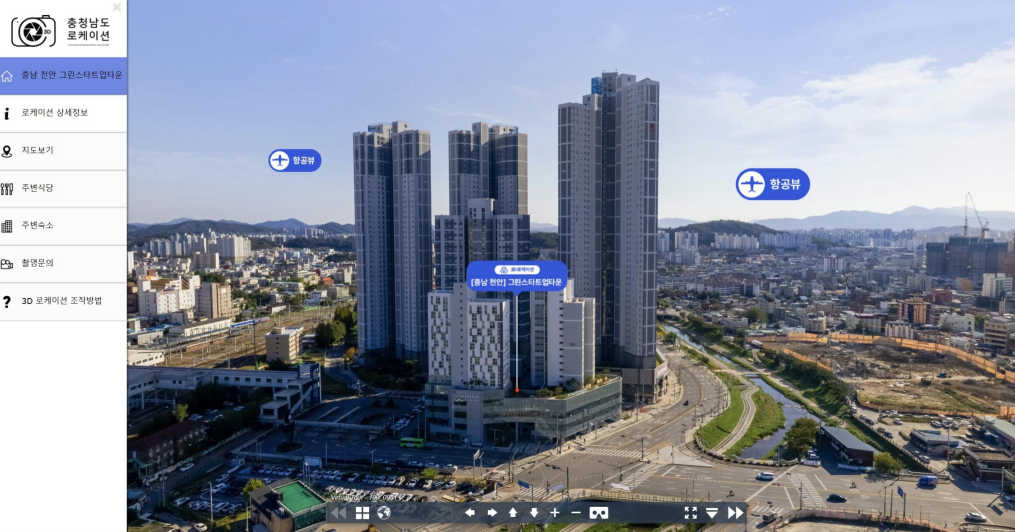 3D
충청남도
로케이션
충남 천안 그린스타트업타운
로케이션 상세정보
지도보기
주변식당
주변숙소
촬영문의
3D 로케이션 조작방법
항공뷰
항공뷰
3D로케이션
[충남 천안] 그린스타트업타운